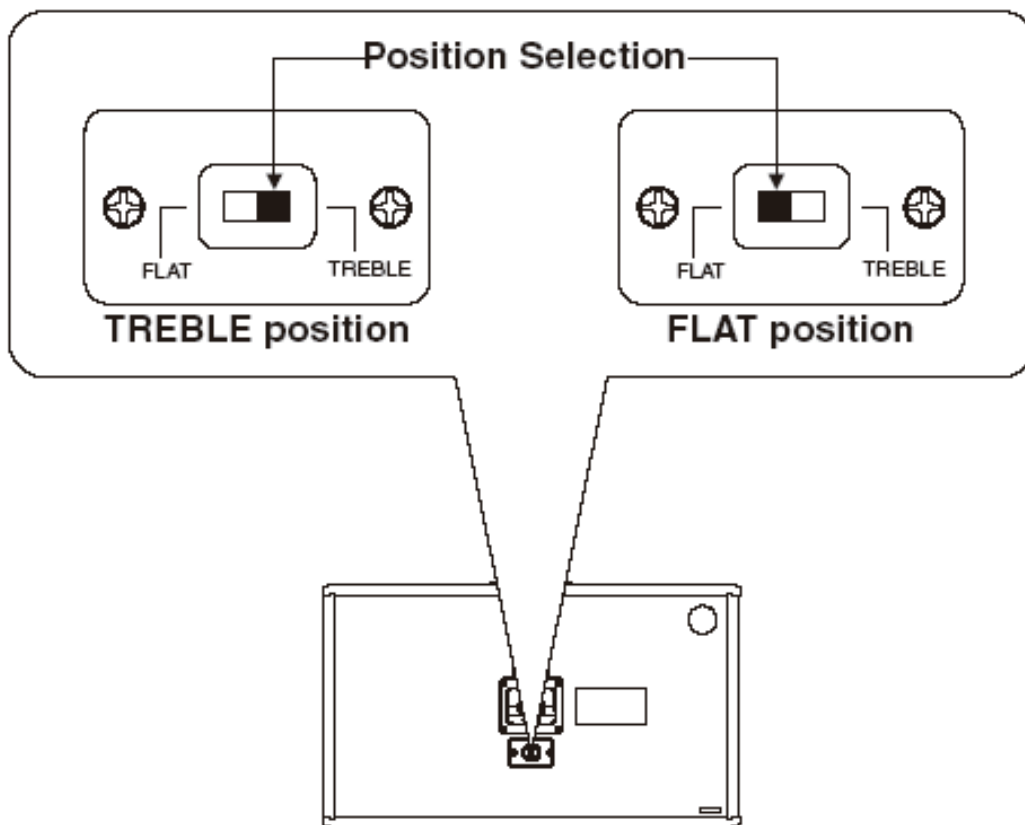 Position Selection
FLAT
TREBLE
TREBLE position
FLAT
TREBLE
FLAT position